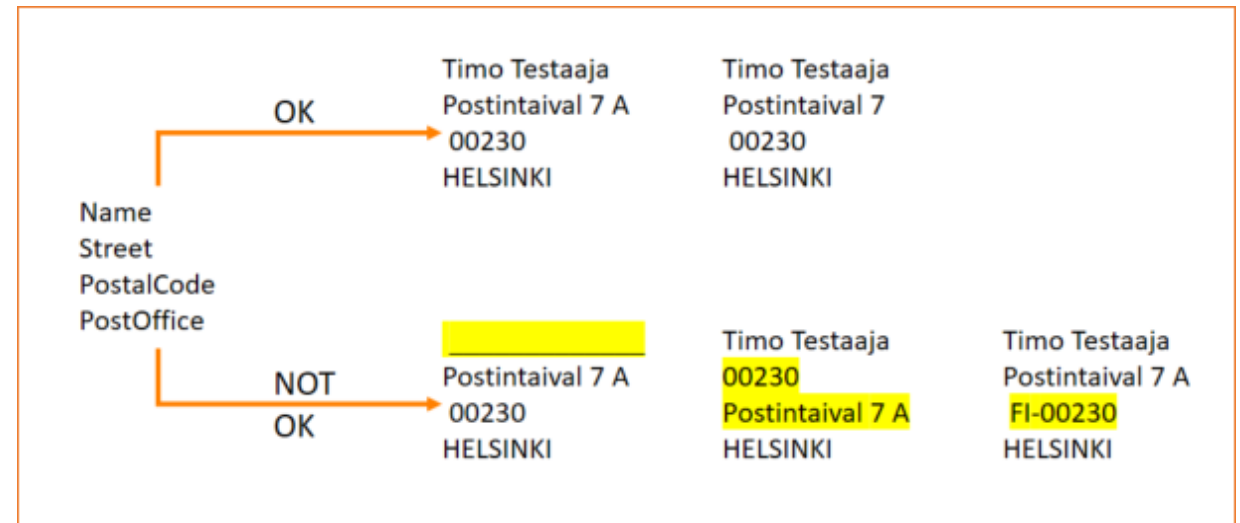 Timo Testaaja
Postintaival 7 A
00230
HELSINKI
Timo Testaaja
Postintaival 7
00230
HELSINKI
OK
Name
Street
PostalCode
PostOffice
NOT
OK
Postintaival 7 A
00230
HELSINKI
Timo Testaaja
00230
Postintaival 7 A
HELSINKI
Timo Testaaja
Postintaival 7 A
FI-00230
HELSINKI